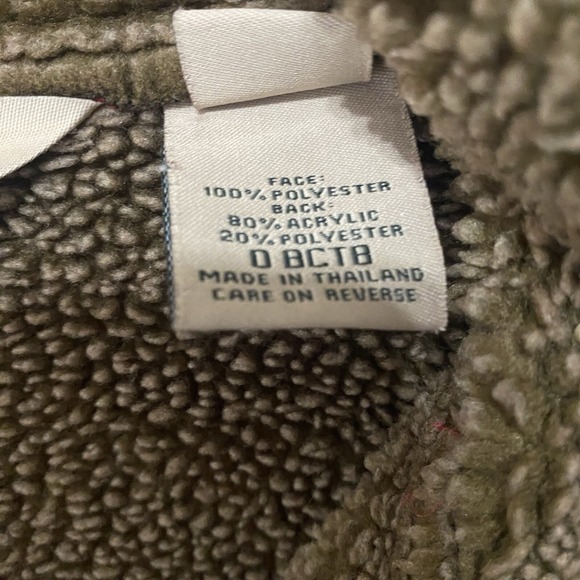 FACE:
100% POLYESTER
BACK:
80% ACRYLIC
20% POLYESTER
D BCTB
MADE IN THAILAND
CARE ON REVERSE